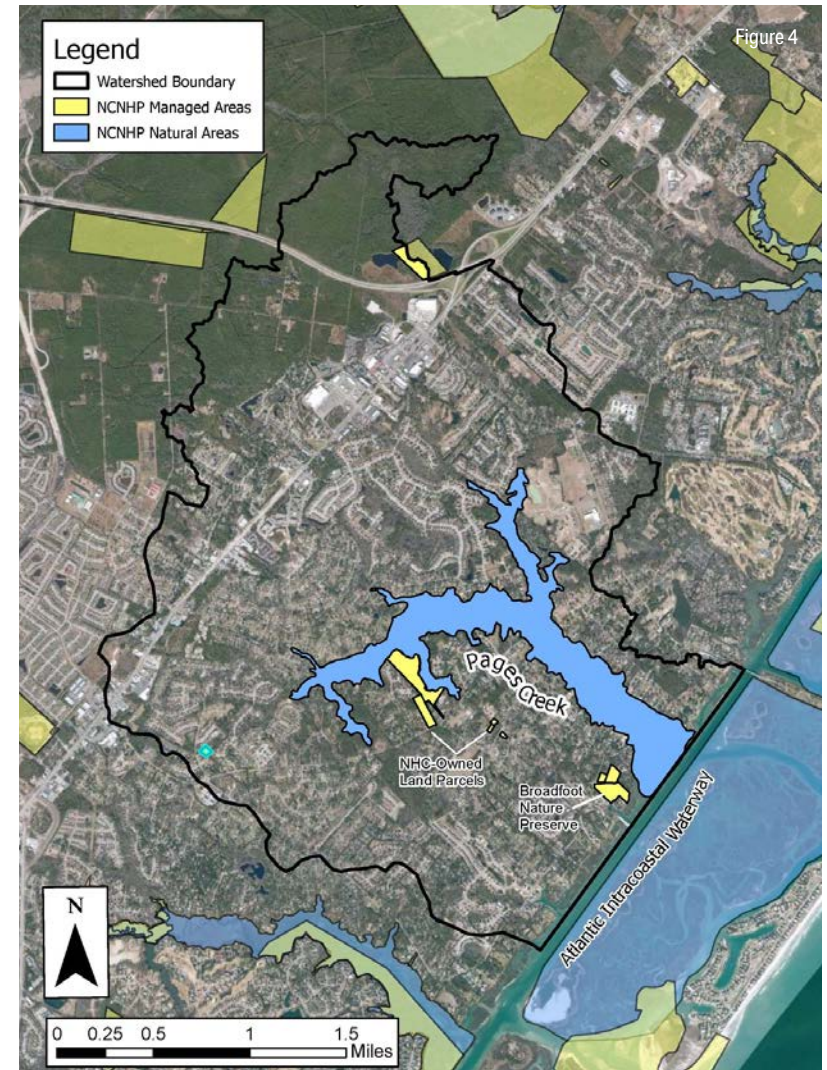 Figure 4
Legend
Watershed Boundary
NCNHP Managed Areas
NCNHP Natural Areas
Pages Creek
NHC-Owned
Land Parcels
Broadfoot
Nature
Preserve
Atlantic Intracoastal Waterway
N
0 0.25 0.5 1 1.5
Miles